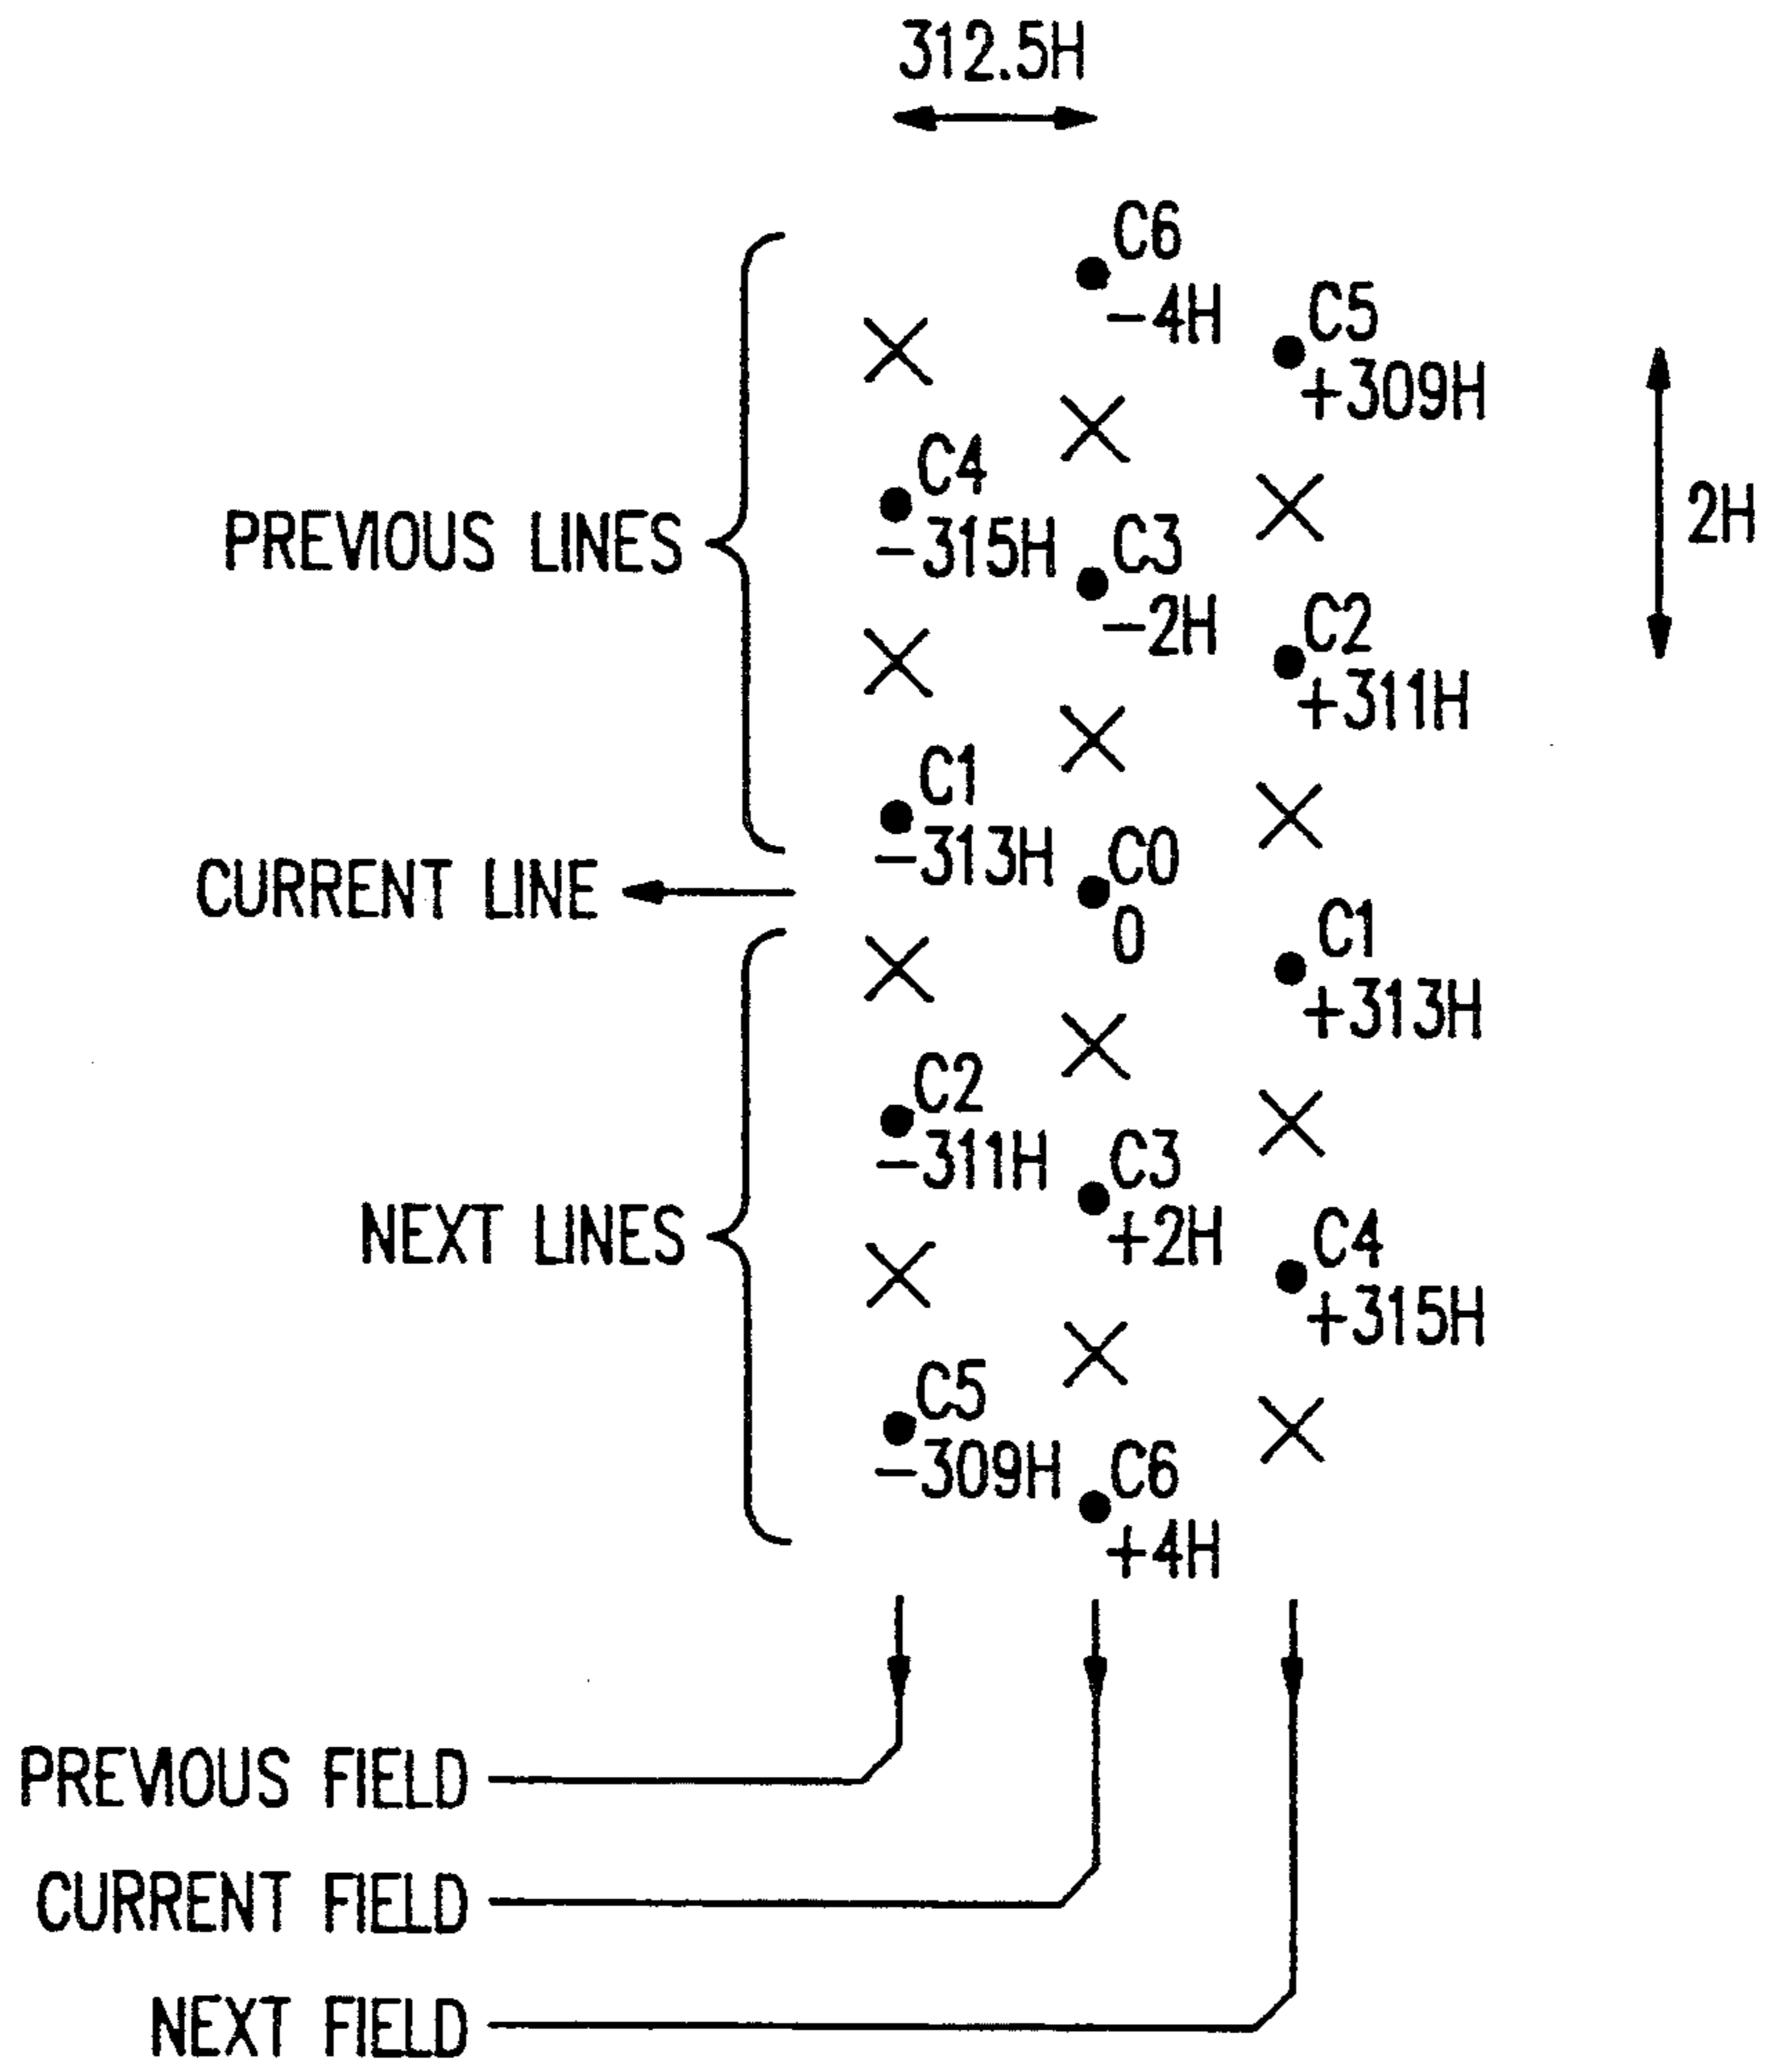 312.5H
C6
-4H
C5
+309H
C4
-315H
C3
-2H
2H
PREVIOUS LINES
C2
+311H
C1
-313H
C0
0
CURRENT LINE
C1
+313H
C2
-311H
C3
+2H
NEXT LINES
C4
+315H
C5
-309H
C6
+4H
PREVIOUS FIELD
CURRENT FIELD
NEXT FIELD